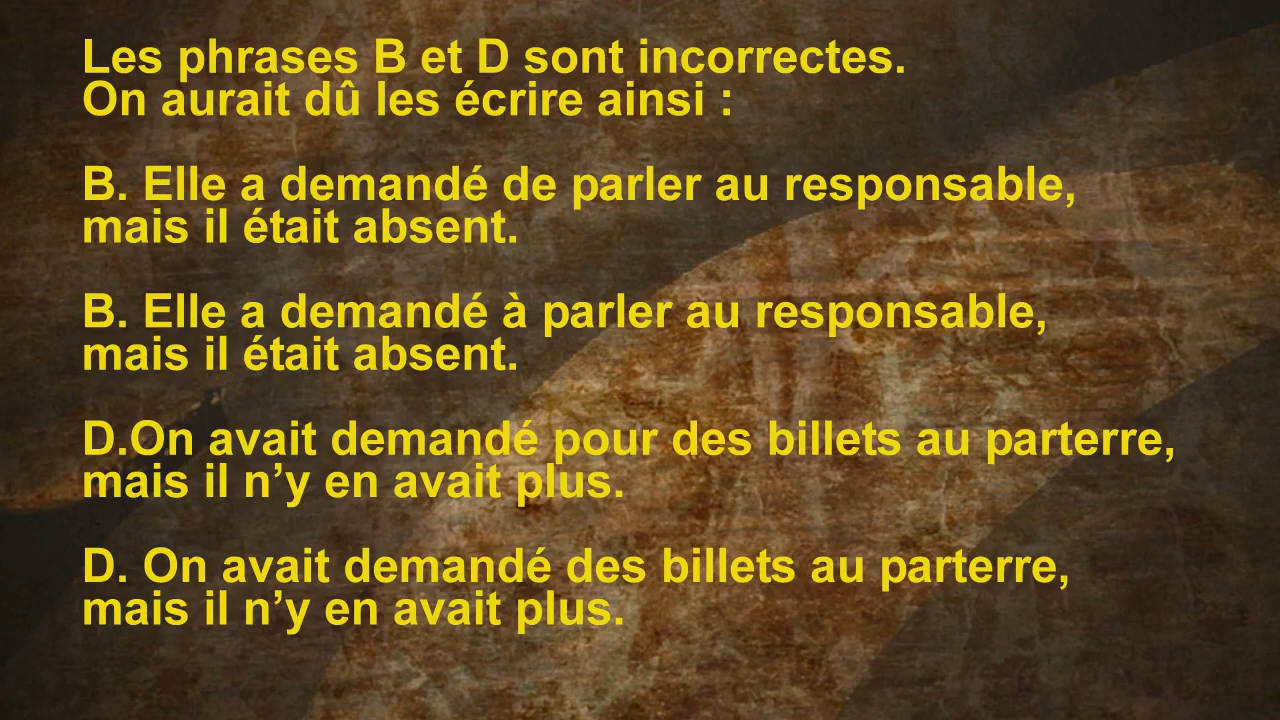 Les phrases B et D sont incorrectes.
On aurait dû les écrire ainsi :
B. Elle a demandé de parler au responsable,
mais il était absent.
B. Elle a demandé à parler au responsable,
mais il était absent.
D.On avait demandé pour des billets au parterre,
mais il n’y en avait plus.
D. On avait demandé des billets au parterre,
mais il n’y en avait plus.